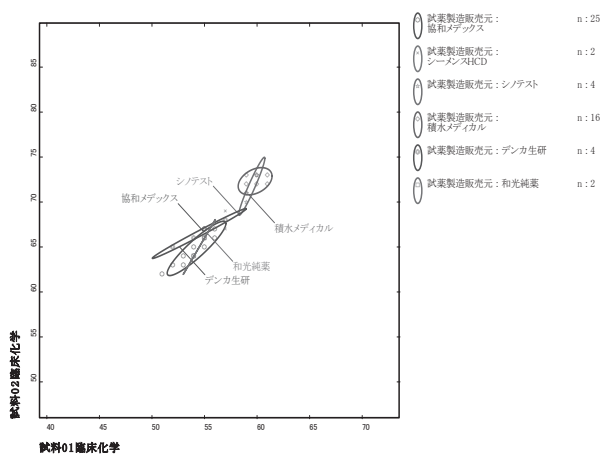 試薬製造販売元： n : 25
協和メデックス
試薬製造販売元： n : 2
シーメンスHCD
試薬製造販売元：シノテスト n : 4
試薬製造販売元： n : 16
積水メディカル
試薬製造販売元：デンカ生研 n : 4
試薬製造販売元：和光純薬 n : 2
85
80
75
70
65
60
55
50
シノテスト
協和メデックス
積水メディカル
和光純薬
デンカ生研
試料02臨床化学
40 45 50 55 60 65 70
試料01臨床化学